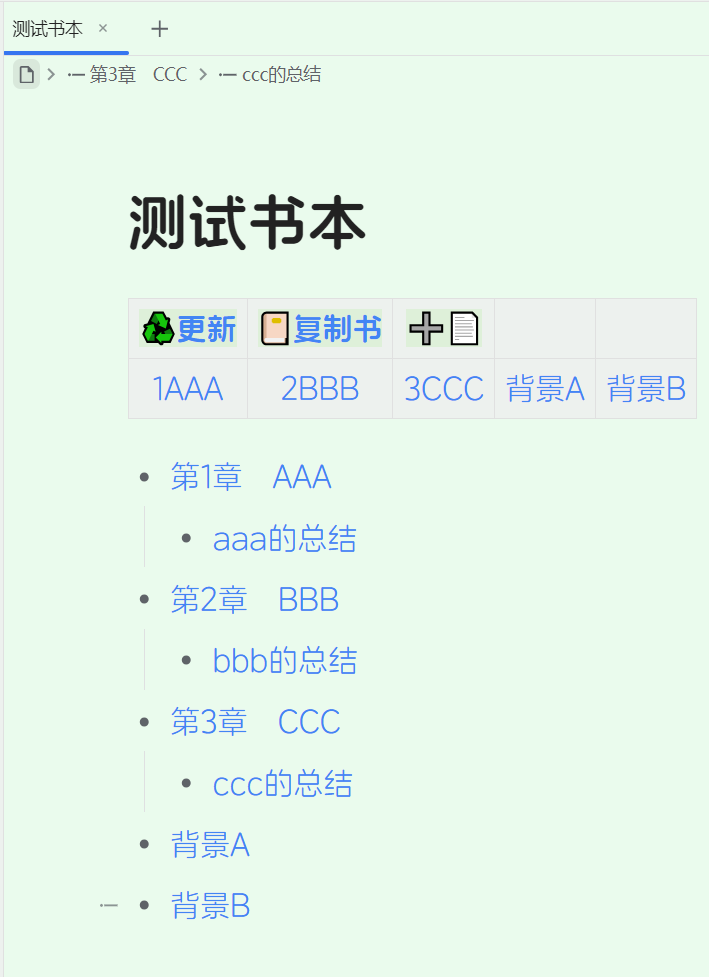 测试书本
第3章 CCC ccc的总结
测试书本
更新 复制书
1AAA 2BBB 3CCC 背景A 背景B
第1章 AAA
aaa的总结
第2章 BBB
bbb的总结
第3章 CCC
ccc的总结
背景A
背景B